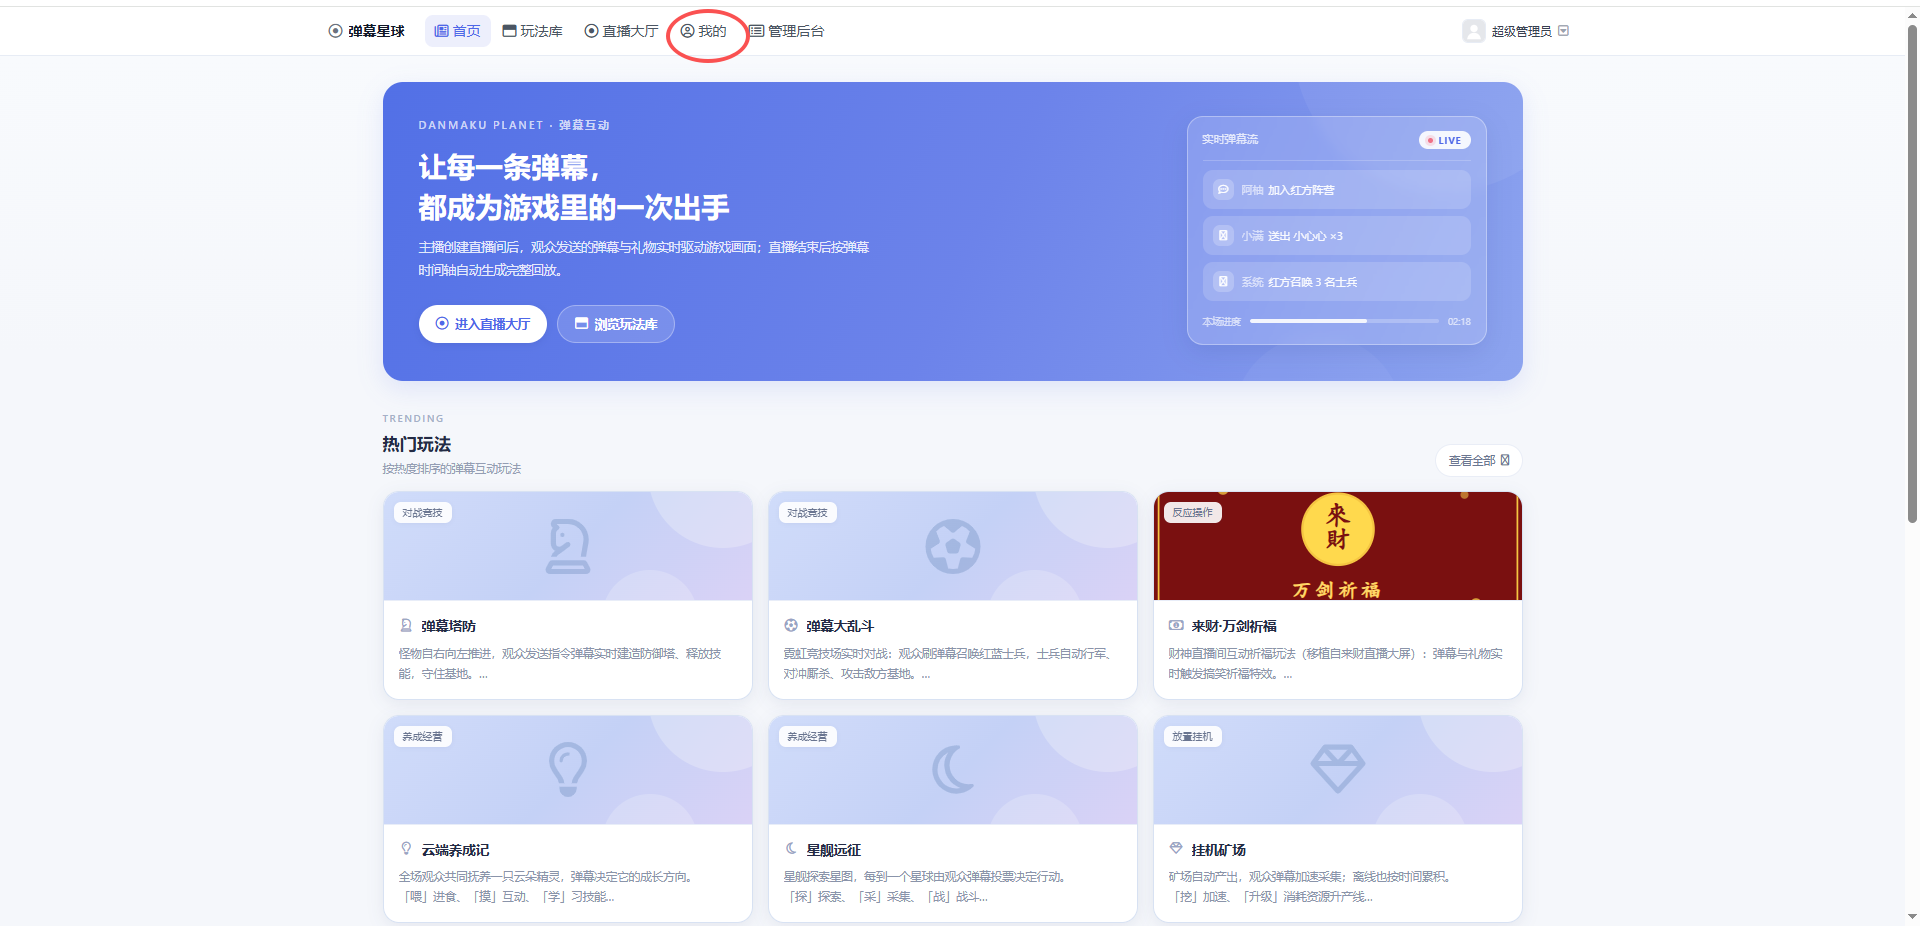 弹幕星球
首页
玩法库
直播大厅
我的
管理后台
超级管理员
DANMAKU PLANET · 弹幕互动
让每一条弹幕，
都成为游戏里的一次出手
主播创建直播间后，观众发送的弹幕与礼物实时驱动游戏画面；直播结束后按弹幕
时间轴自动生成完整回放。
进入直播大厅
浏览玩法库
实时弹幕流
LIVE
阿柚 加入红方阵营
小满 送出 小心心 ×3
系统 红方召唤 3 名士兵
本场进度
02:18
TRENDING
热门玩法
按热度排序的弹幕互动玩法
查看全部
对战竞技
弹幕塔防
怪物自右向左推进，观众发送指令弹幕实时建造防御塔、释放技
能，守住基地。...
对战竞技
弹幕大乱斗
霓虹竞技场实时对战：观众刷弹幕召唤红蓝士兵，士兵自动行军、
对冲厮杀、攻击敌方基地。...
反应操作
來
財
万剑祈福
来财·万剑祈福
财神直播间互动祈福玩法（移植自来财直播大屏）：弹幕与礼物实
时触发搞笑祈福特效。...
养成经营
云端养成记
全场观众共同抚养一只云朵精灵，弹幕决定它的成长方向。
「喂」进食、「摸」互动、「学」习技能...
养成经营
星舰远征
星舰探索星图，每到一个星球由观众弹幕投票决定行动。
「探」探索、「采」采集、「战」战斗...
放置挂机
挂机矿场
矿场自动产出，观众弹幕加速采集；离线也按时间累积。
「挖」加速、「升级」消耗资源升产线...